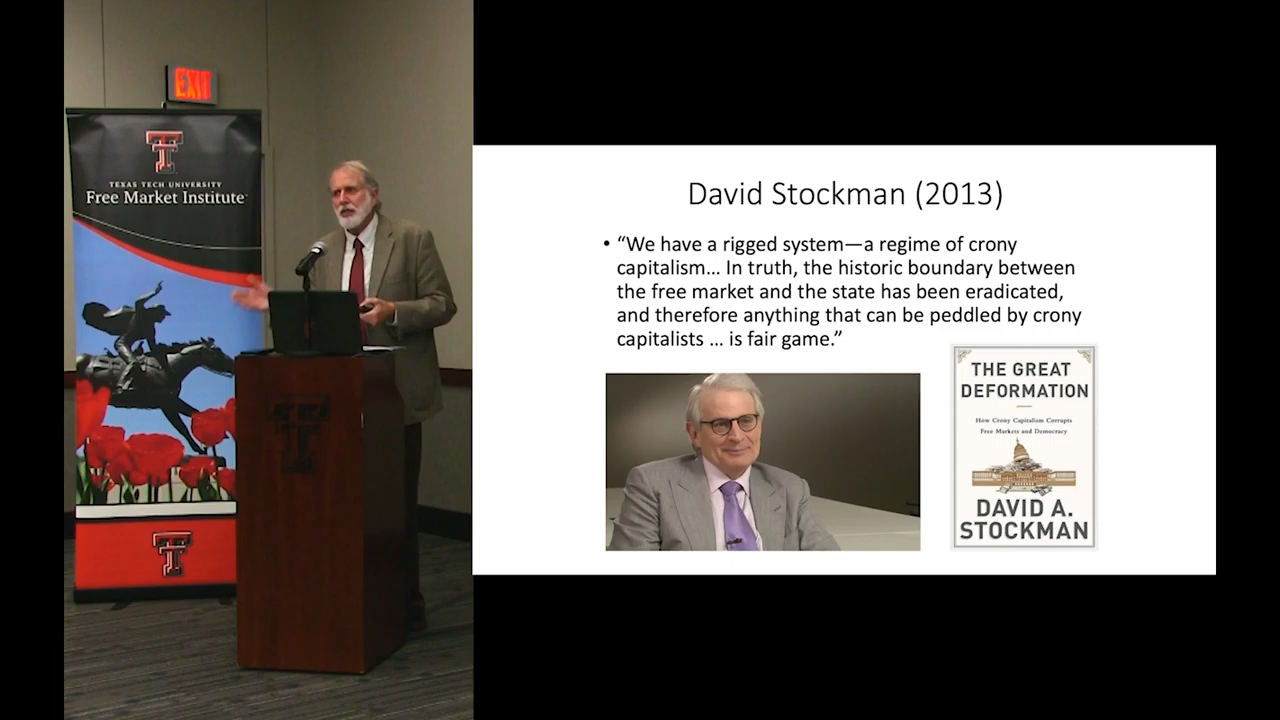 EXIT
TEXAS TECH UNIVERSITY
Free Market Institute
David Stockman (2013)
• “We have a rigged system—a regime of crony
capitalism… In truth, the historic boundary between
the free market and the state has been eradicated,
and therefore anything that can be peddled by crony
capitalists … is fair game.”
THE GREAT
DEFORMATION
How Crony Capitalism Corrupts
Free Markets and Democracy
DAVID A.
STOCKMAN